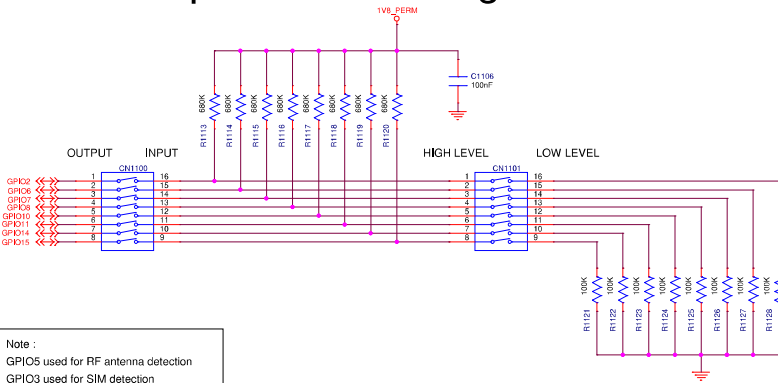 1V8_PERM
C1106
100nF
680K 680K 680K 680K 680K 680K 680K 680K
R1113 R1114 R1115 R1116 R1117 R1118 R1119 R1120
OUTPUT INPUT HIGH LEVEL LOW LEVEL
CN1100 CN1101
GPIO2 1 16 1 16
GPIO6 2 15 2 15
GPIO7 3 14 3 14
GPIO8 4 13 4 13
GPIO10 5 12 5 12
GPIO11 6 11 6 11
GPIO14 7 10 7 10
GPIO15 8 9 8 9
100K 100K 100K 100K 100K 100K 100K 100K
R1121 R1122 R1123 R1124 R1125 R1126 R1127 R1128
Note :
GPIO5 used for RF antenna detection
GPIO3 used for SIM detection